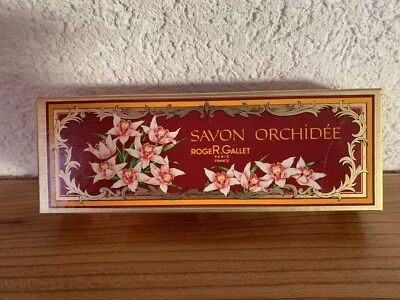 SAVON ORCHIDÉE
ROGER.GALLET
PARIS
FRANCE